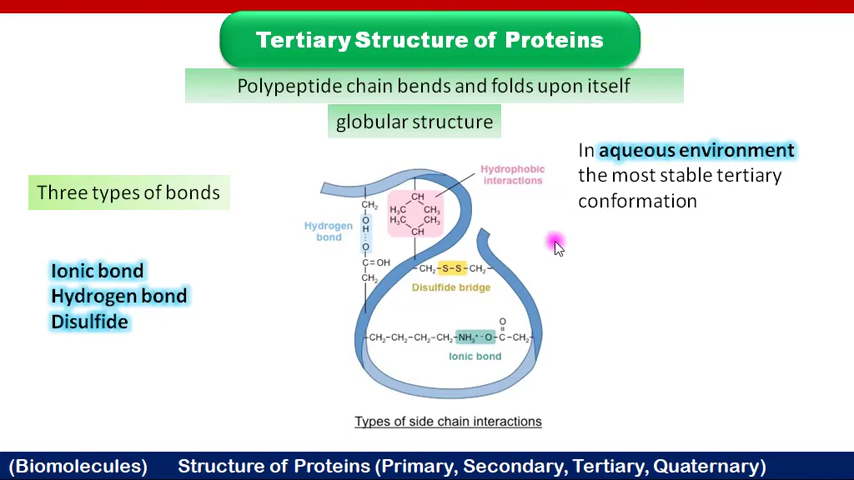 Tertiary Structure of Proteins
Polypeptide chain bends and folds upon itself
globular structure
In aqueous environment
the most stable tertiary
conformation
Three types of bonds
Ionic bond
Hydrogen bond
Disulfide
Hydrophobic
interactions
Hydrogen
bond
CH₂
O
H
O
C=OH
CH₂
CH
H₃C CH₃
H₃C CH₃
CH
CH₂–S–S–CH₂
Disulfide bridge
O
CH₂–CH₂–CH₂–CH₂–NH₃⁺ ⁻O–C–CH₂
Ionic bond
Types of side chain interactions
(Biomolecules) Structure of Proteins (Primary, Secondary, Tertiary, Quaternary)